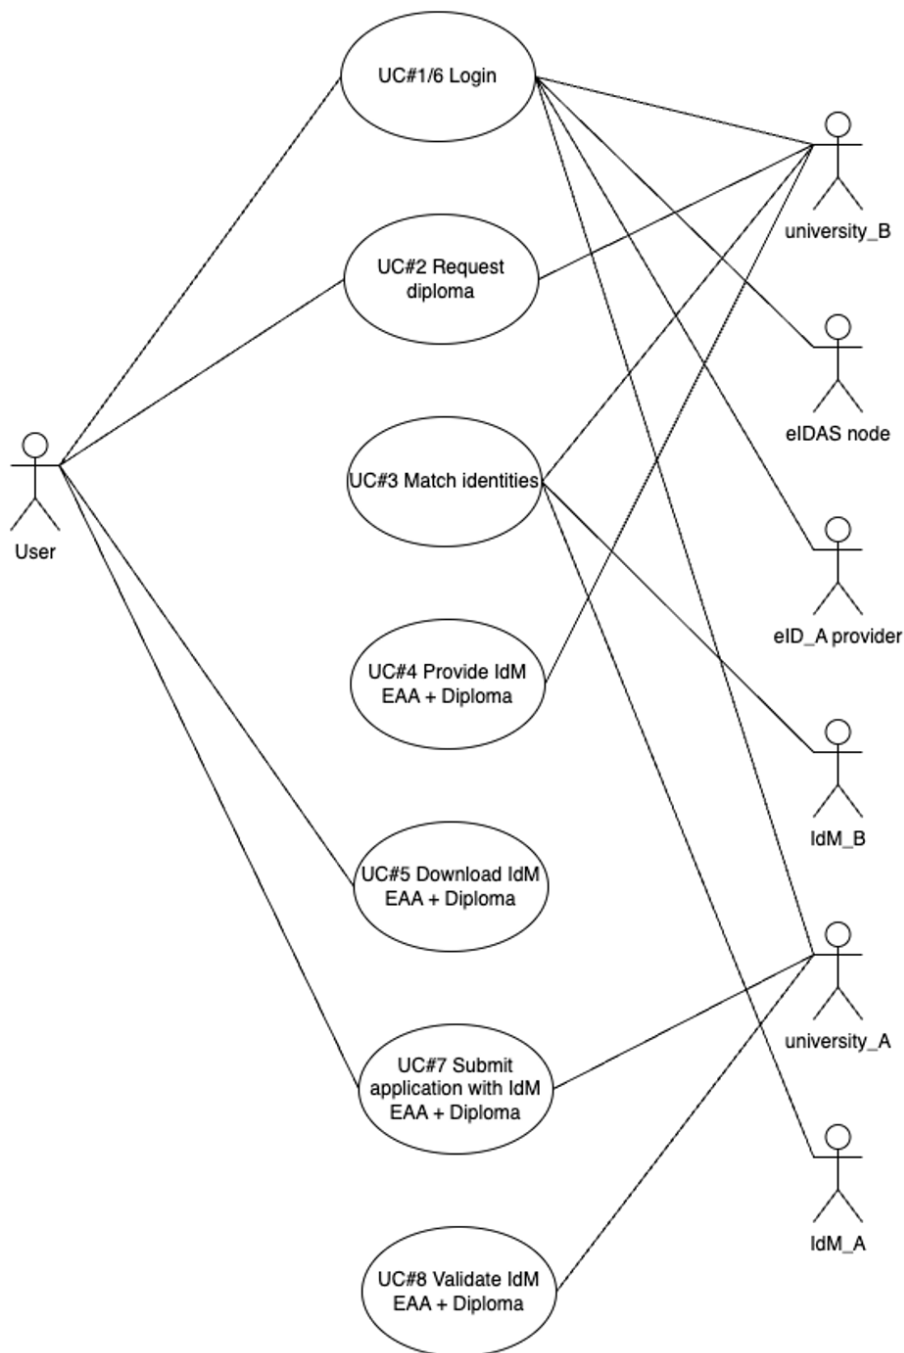 UC#1/6 Login
university_B
UC#2 Request
diploma
eIDAS node
UC#3 Match identities
User
eID_A provider
UC#4 Provide IdM
EAA + Diploma
IdM_B
UC#5 Download IdM
EAA + Diploma
university_A
UC#7 Submit
application with IdM
EAA + Diploma
IdM_A
UC#8 Validate IdM
EAA + Diploma